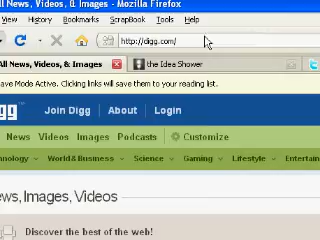 All News, Videos, & Images - Mozilla Firefox
View History Bookmarks ScrapBook Tools Help
http://digg.com/
All News, Videos, & Images the Idea Shower
Save Mode Active. Clicking links will save them to your reading list.
Join Digg About Login
News Videos Images Podcasts Customize
World & Business Science Gaming Lifestyle
Images, Videos
Discover the best of the web!